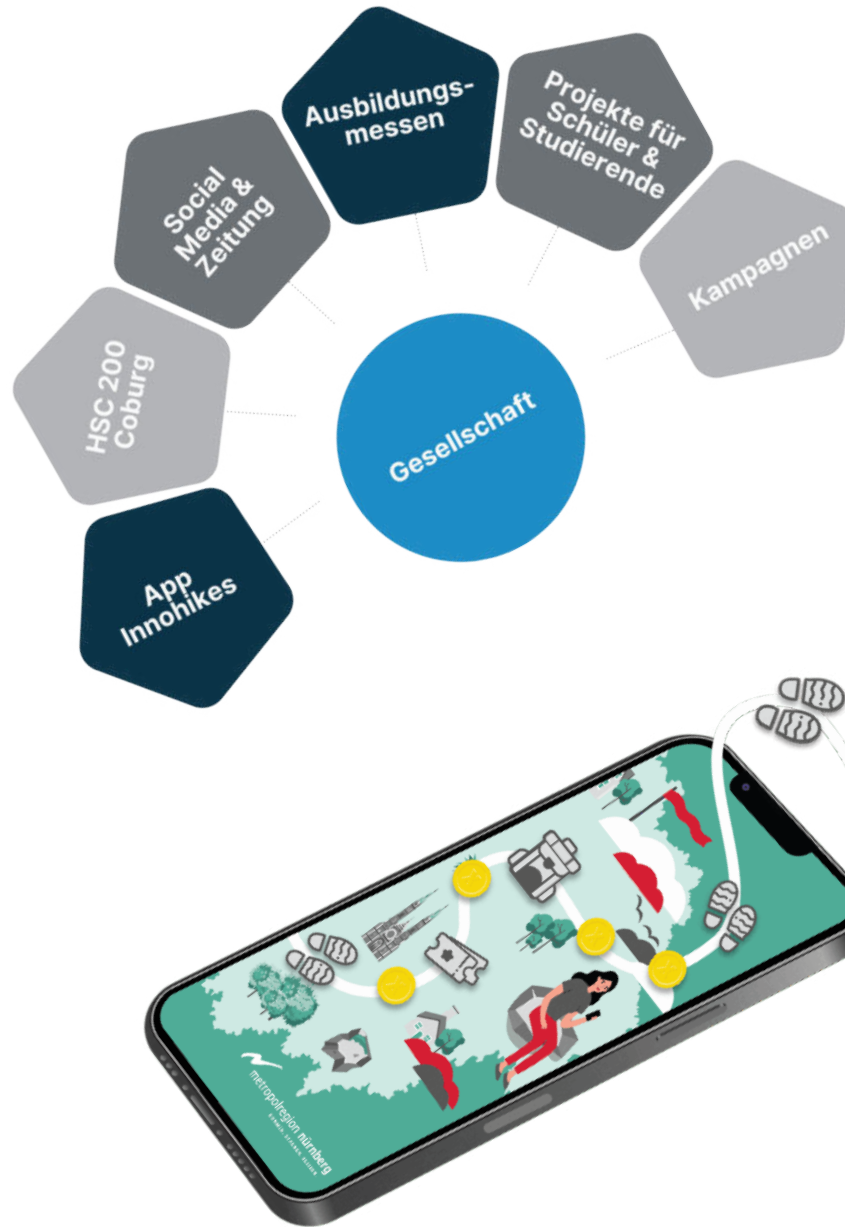 Ausbildungs-
messen
Projekte für
Schüler &
Studierende
Social
Media &
Zeitung
Kampagnen
HSC 200
Coburg
Gesellschaft
App
Innohikes
metropolregion nürnberg